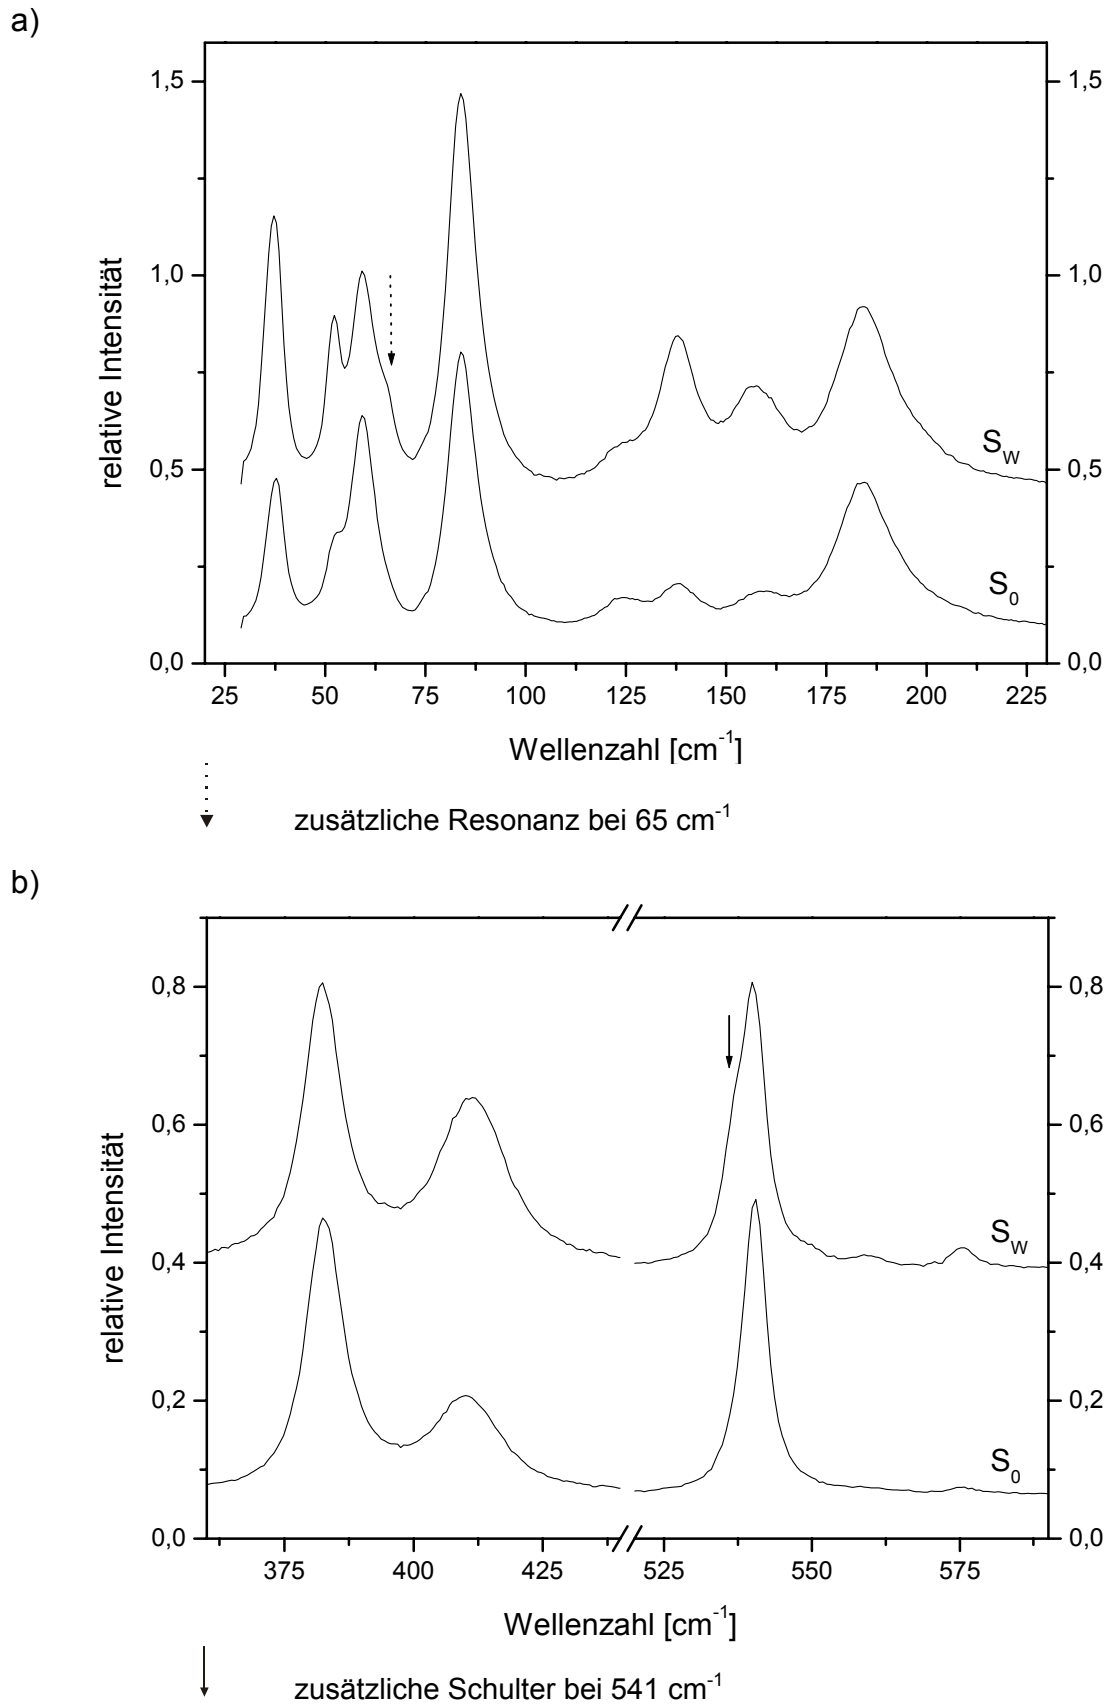 a)
1,5 1,5
1,0 1,0
relative Intensität
S_W
0,5 0,5
S_0
0,0 0,0
25 50 75 100 125 150 175 200 225
Wellenzahl [cm⁻¹]
zusätzliche Resonanz bei 65 cm⁻¹
b)
0,8 0,8
0,6 0,6
relative Intensität
S_W
0,4 0,4
0,2 0,2
S_0
0,0 0,0
375 400 425 525 550 575
Wellenzahl [cm⁻¹]
zusätzliche Schulter bei 541 cm⁻¹